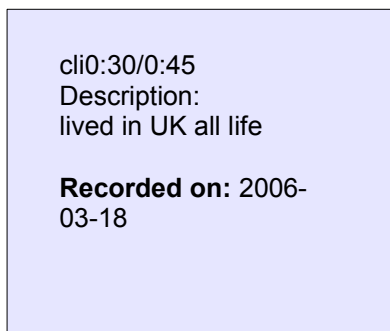 cli0:30/0:45
Description:
lived in UK all life
Recorded on: 2006-
03-18